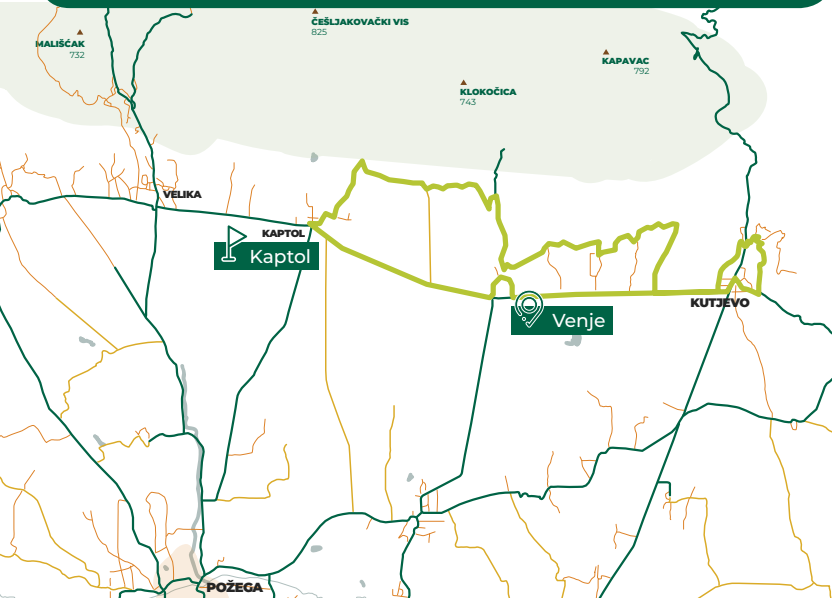 ČEŠLJAKOVAČKI VIS
825
MALIŠĆAK
732
KAPAVAC
792
KLOKOČICA
743
VELIKA
KAPTOL
Kaptol
KUTJEVO
Venje
POŽEGA